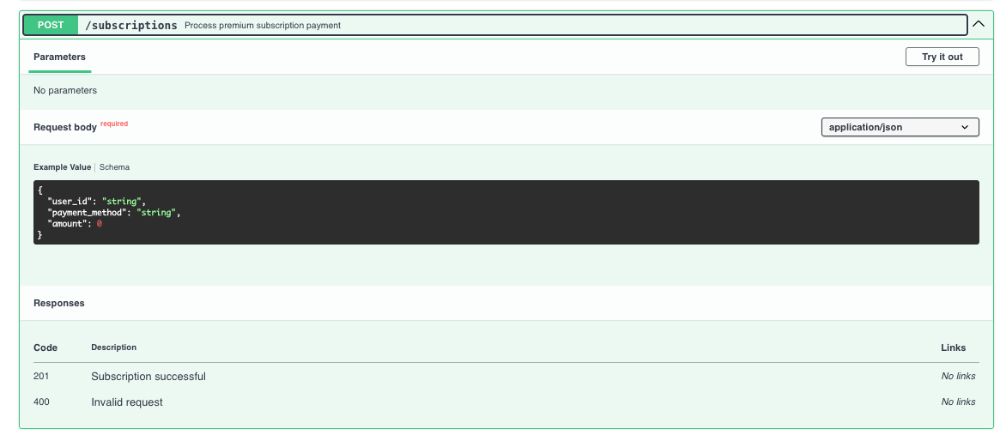 POST /subscriptions Process premium subscription payment
Parameters Try it out
No parameters
Request body required application/json
Example Value | Schema
{
  "user_id": "string",
  "payment_method": "string",
  "amount": 0
}
Responses
Code Description Links
201 Subscription successful No links
400 Invalid request No links